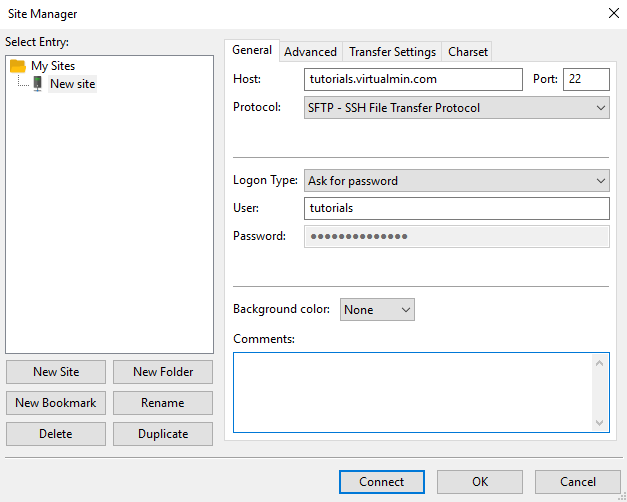 Site Manager
Select Entry:
My Sites
New site
New Site
New Folder
New Bookmark
Rename
Delete
Duplicate
General
Advanced
Transfer Settings
Charset
Host:
tutorials.virtualmin.com
Port:
22
Protocol:
SFTP - SSH File Transfer Protocol
Logon Type:
Ask for password
User:
tutorials
Password:
●●●●●●●●●●●●●●
Background color:
None
Comments:
Connect
OK
Cancel